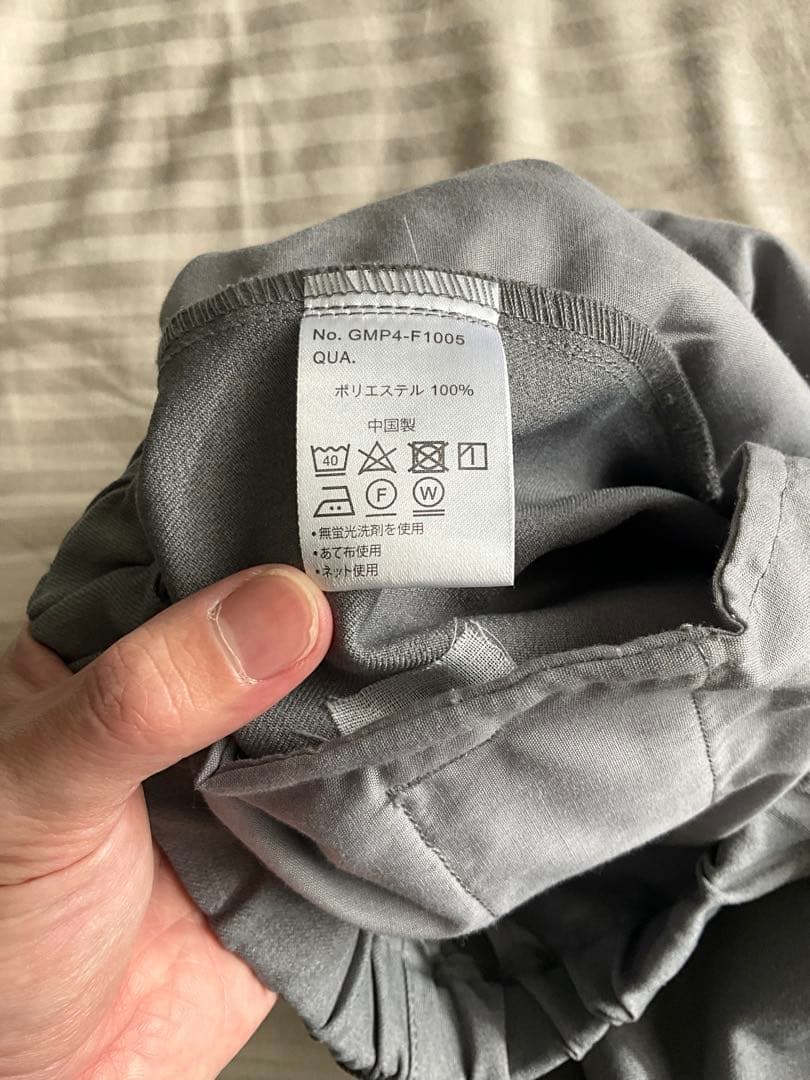 No. GMP4-F1005
QUA.
ポリエステル 100%
中国製
40
F W
・無蛍光洗剤を使用
・あて布使用
・ネット使用